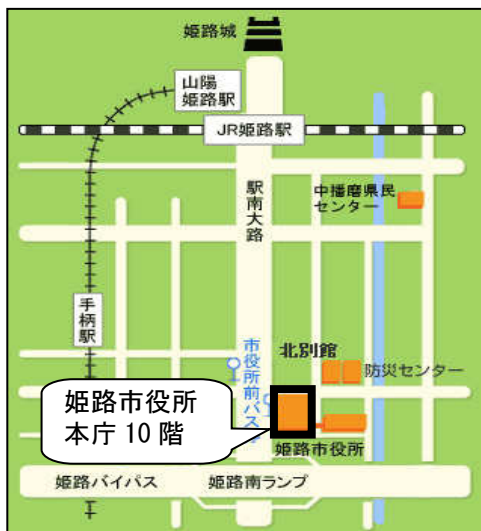 姫路城
山陽
姫路駅
JR姫路駅
駅南大路
中播磨県民
センター
手柄駅
市役所前バス
北別館
防災センター
姫路市役所
本庁 10 階
姫路市役所
姫路バイパス
姫路南ランプ